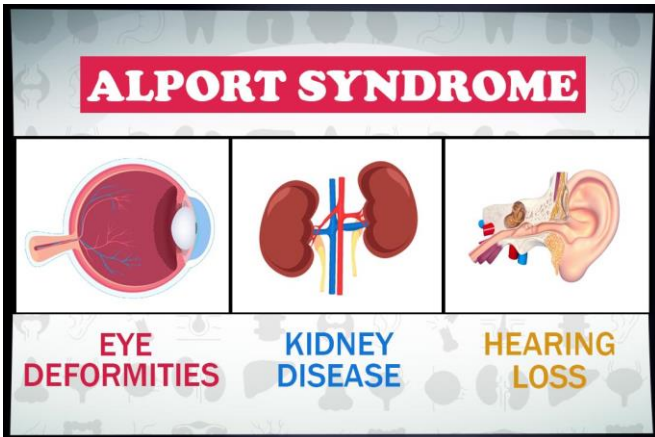 ALPORT SYNDROME
EYE
DEFORMITIES
KIDNEY
DISEASE
HEARING
LOSS